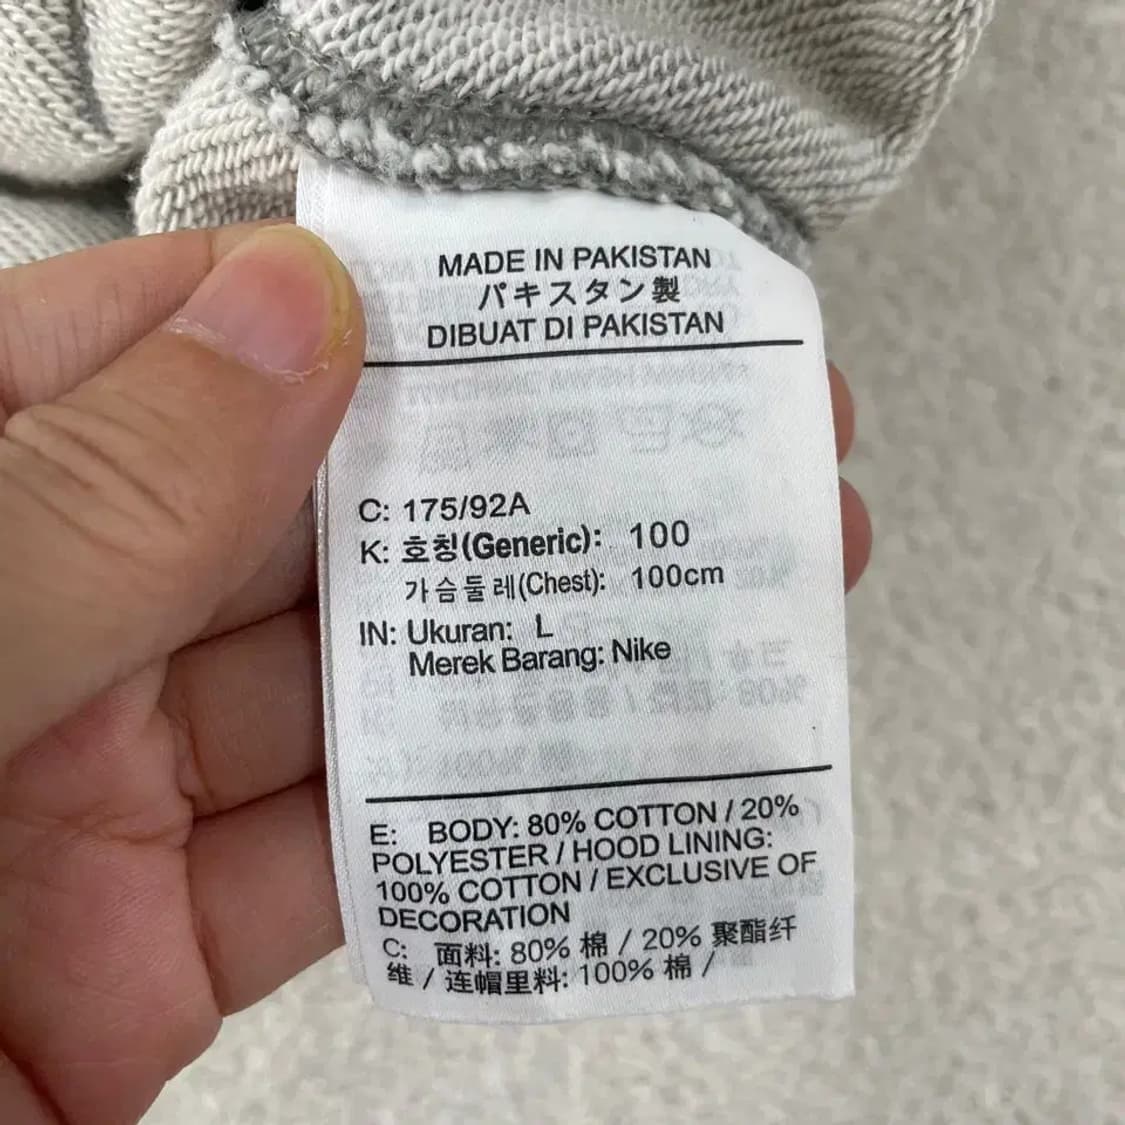 MADE IN PAKISTAN
パキスタン製
DIBUAT DI PAKISTAN
C: 175/92A
K: 호칭(Generic): 100
가슴둘레(Chest): 100cm
IN: Ukuran: L
Merek Barang: Nike
E: BODY: 80% COTTON / 20%
POLYESTER / HOOD LINING:
100% COTTON / EXCLUSIVE OF
DECORATION
C: 面料: 80% 棉 / 20% 聚酯纤
维 / 连帽里料: 100% 棉 /